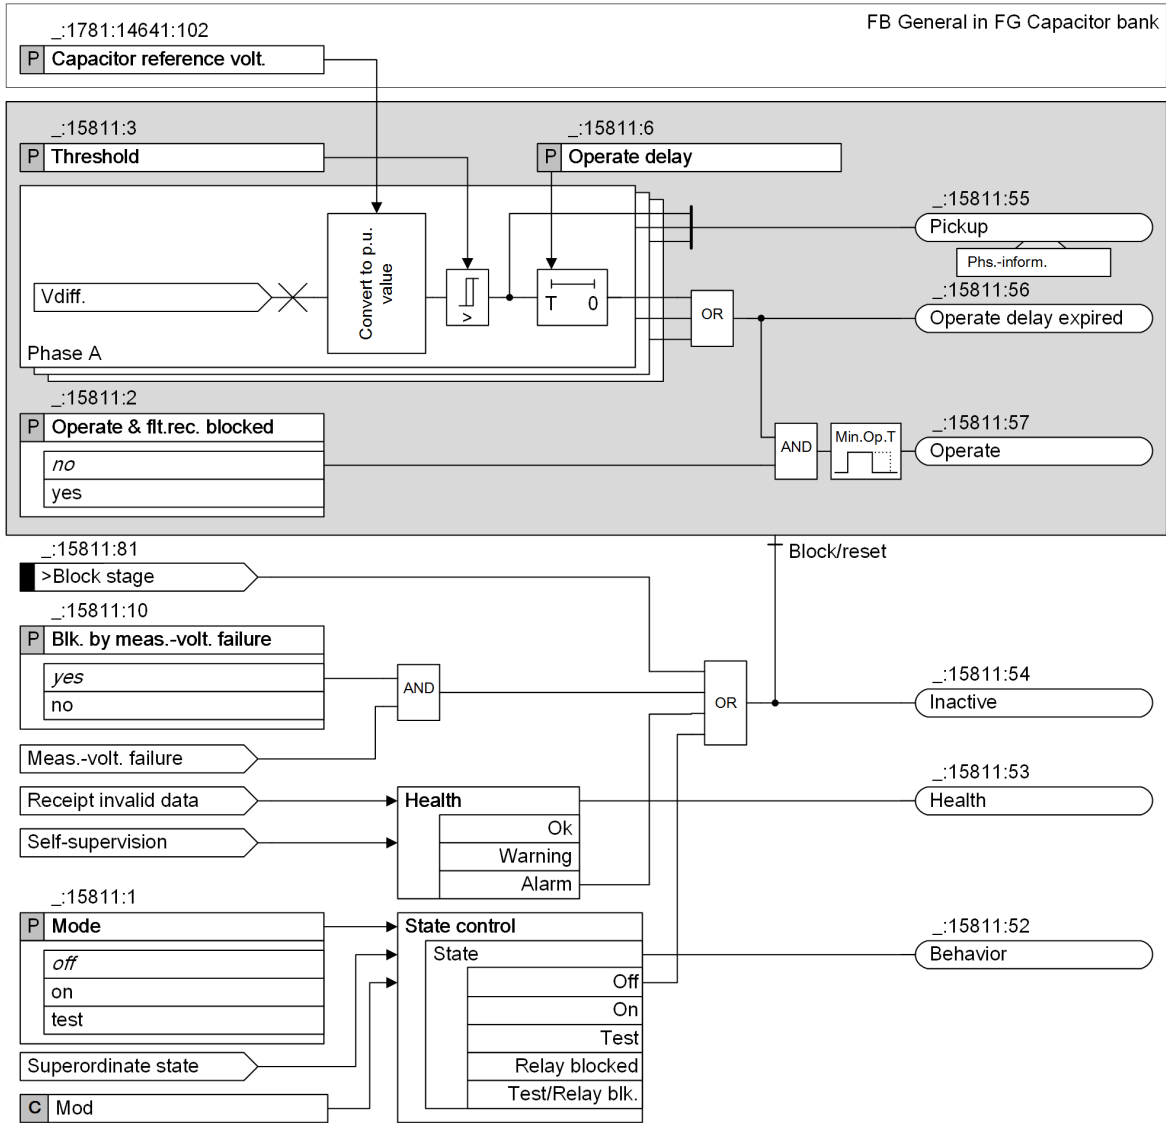 FB General in FG Capacitor bank
_:1781:14641:102
P Capacitor reference volt.
_:15811:3
P Threshold
_:15811:6
P Operate delay
_:15811:55
Pickup
Phs.-inform.
Convert to p.u.
value
Vdiff.
>
T 0
Phase A
OR
_:15811:56
Operate delay expired
_:15811:2
P Operate & flt.rec. blocked
no
yes
AND
Min.Op.T
_:15811:57
Operate
_:15811:81
>Block stage
Block/reset
_:15811:10
P Blk. by meas.-volt. failure
yes
no
AND
OR
_:15811:54
Inactive
Meas.-volt. failure
Receipt invalid data
Self-supervision
Health
Ok
Warning
Alarm
_:15811:53
Health
_:15811:1
P Mode
off
on
test
Superordinate state
C Mod
State control
State
Off
On
Test
Relay blocked
Test/Relay blk.
_:15811:52
Behavior